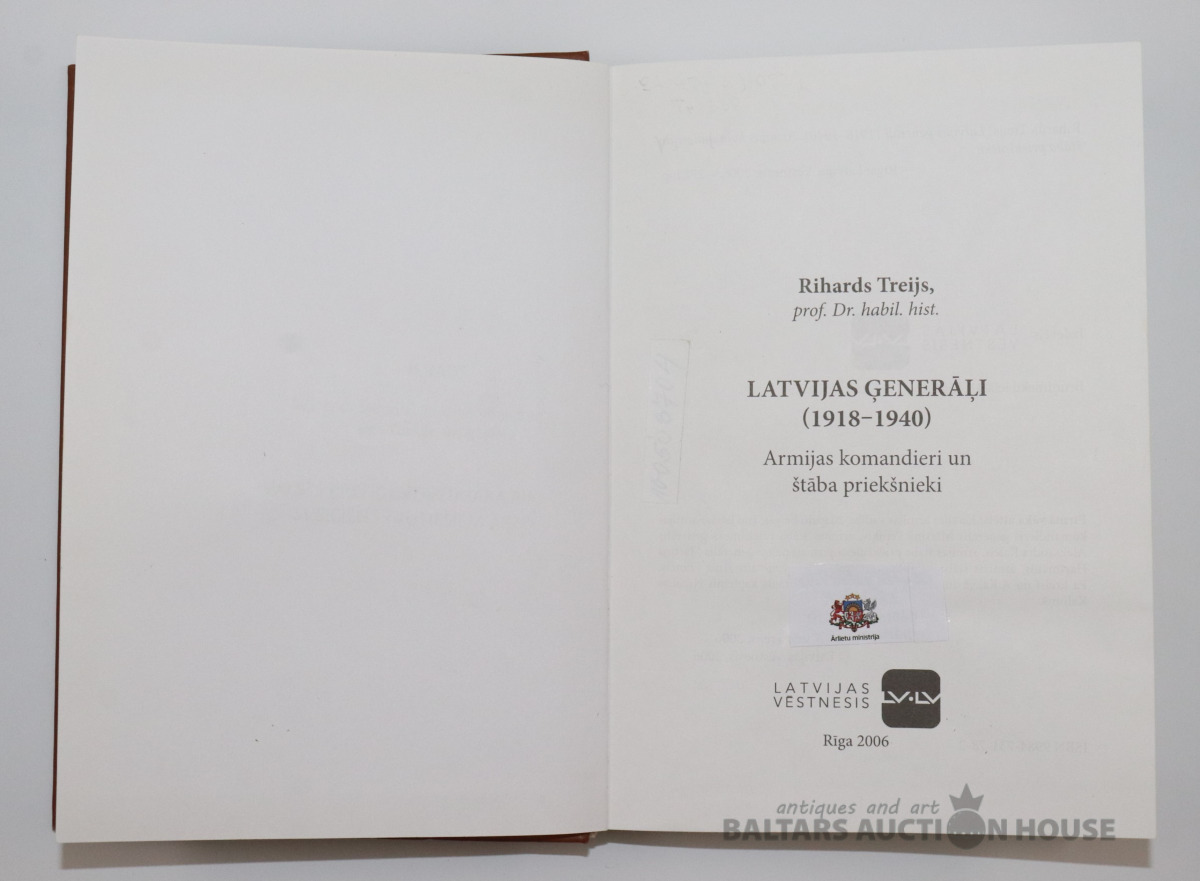 Rihards Treijs,
prof. Dr. habil. hist.
LATVIJAS ĢENERĀĻI
(1918–1940)
Armijas komandieri un
štāba priekšnieki
Ārlietu ministrija
LATVIJAS
VĒSTNESIS
LV·LV
Rīga 2006
antiques and art
BALTARS AUCTION HOUSE